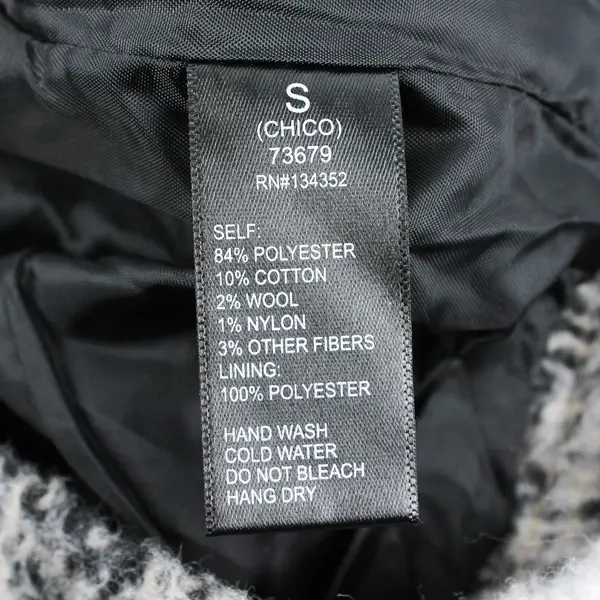 S
(CHICO)
73679
RN#134352
SELF:
84% POLYESTER
10% COTTON
2% WOOL
1% NYLON
3% OTHER FIBERS
LINING:
100% POLYESTER
HAND WASH
COLD WATER
DO NOT BLEACH
HANG DRY